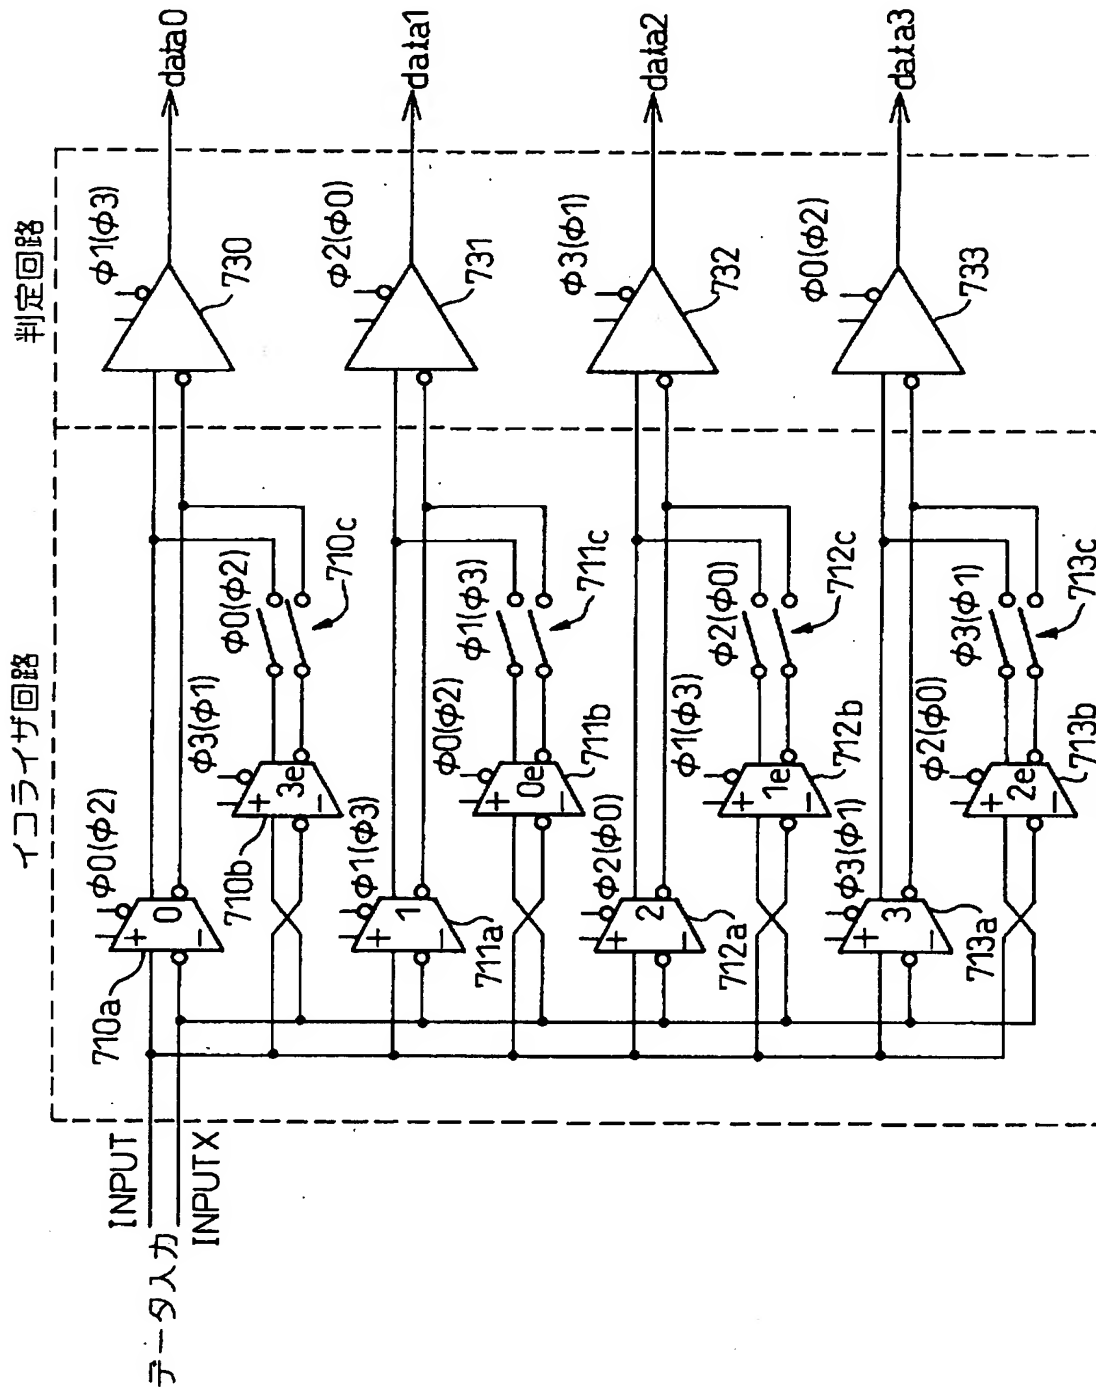 イコライザ回路
判定回路
データ入力
INPUT
INPUTX
710a
+
0
−
φ0(φ2)
710b
+
3e
−
φ3(φ1)
φ0(φ2)
710c
φ1(φ3)
730
data0
711a
+
1
−
φ1(φ3)
+
0e
−
711b
φ0(φ2)
φ1(φ3)
711c
φ2(φ0)
731
data1
712a
+
2
−
φ2(φ0)
+
1e
−
712b
φ1(φ3)
φ2(φ0)
712c
φ3(φ1)
732
data2
713a
+
3
−
φ3(φ1)
+
2e
−
713b
φ2(φ0)
φ3(φ1)
713c
φ0(φ2)
733
data3